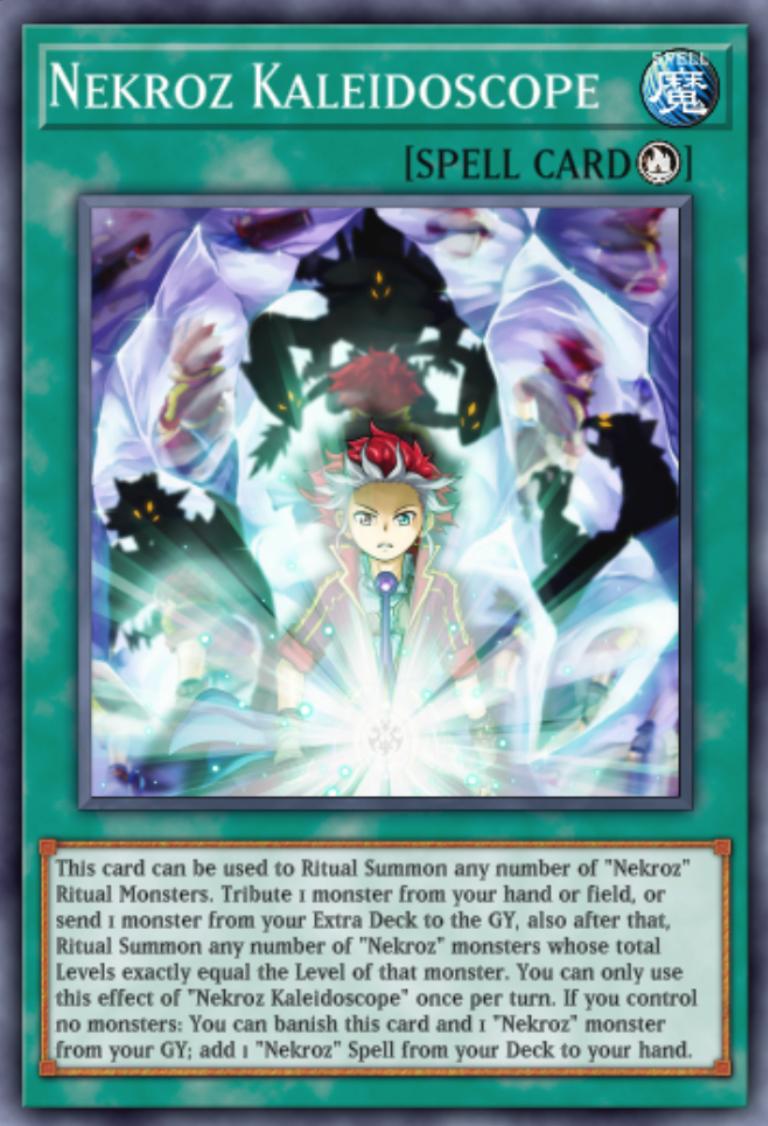 NEKROZ KALEIDOSCOPE
SPELL
魔
[SPELL CARD]
This card can be used to Ritual Summon any number of "Nekroz"
Ritual Monsters. Tribute 1 monster from your hand or field, or
send 1 monster from your Extra Deck to the GY, also after that,
Ritual Summon any number of "Nekroz" monsters whose total
Levels exactly equal the Level of that monster. You can only use
this effect of "Nekroz Kaleidoscope" once per turn. If you control
no monsters: You can banish this card and 1 "Nekroz" monster
from your GY; add 1 "Nekroz" Spell from your Deck to your hand.